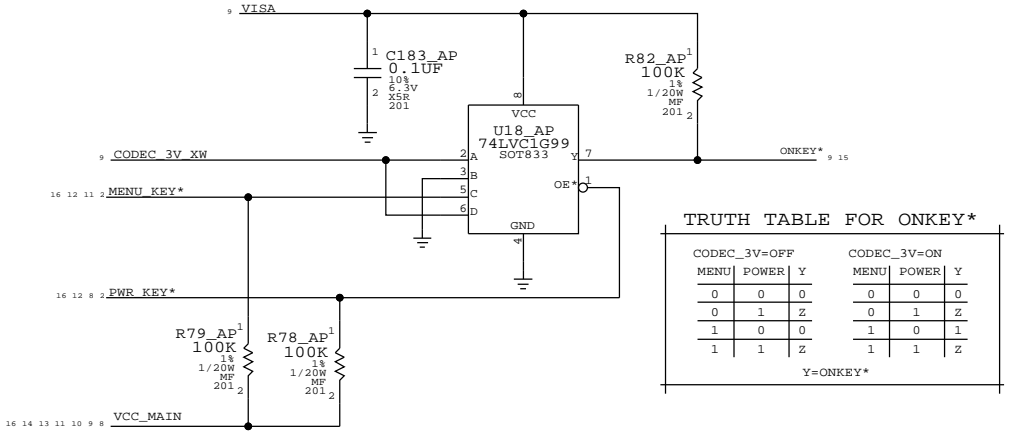 9 VISA
1
C183_AP
0.1UF
10%
6.3V
X5R
201
2
R82_AP 1
100K
1%
1/20W
MF
201
2
8
VCC
U18_AP
74LVC1G99
SOT833
9 CODEC_3V_XW
2 A
Y 7
ONKEY* 9 15
3 B
OE* 1
16 12 11 2 MENU_KEY*
5 C
6 D
GND
4
16 12 8 2 PWR_KEY*
R79_AP 1
100K
1%
1/20W
MF
201 2
R78_AP 1
100K
1%
1/20W
MF
201 2
16 14 13 11 10 9 8 VCC_MAIN
TRUTH TABLE FOR ONKEY*
CODEC_3V=OFF
MENU POWER Y
0 0 0
0 1 Z
1 0 0
1 1 Z
CODEC_3V=ON
MENU POWER Y
0 0 0
0 1 Z
1 0 1
1 1 Z
Y=ONKEY*